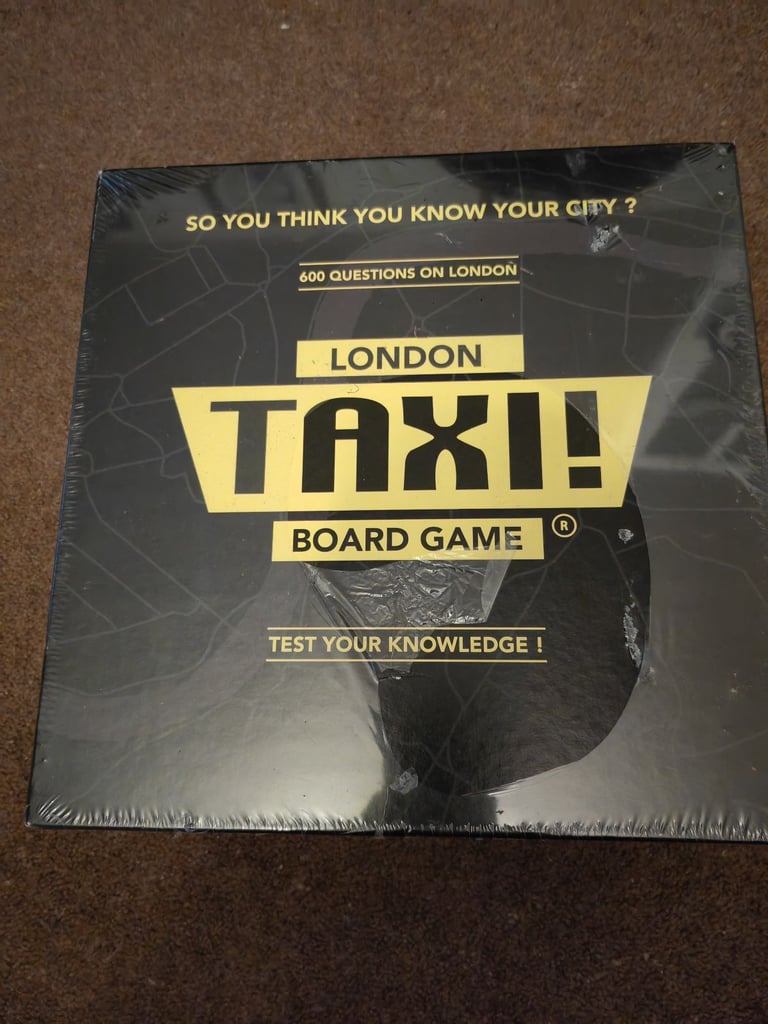 SO YOU THINK YOU KNOW YOUR CITY ?
600 QUESTIONS ON LONDON
LONDON
TAXI!
BOARD GAME ®
TEST YOUR KNOWLEDGE !